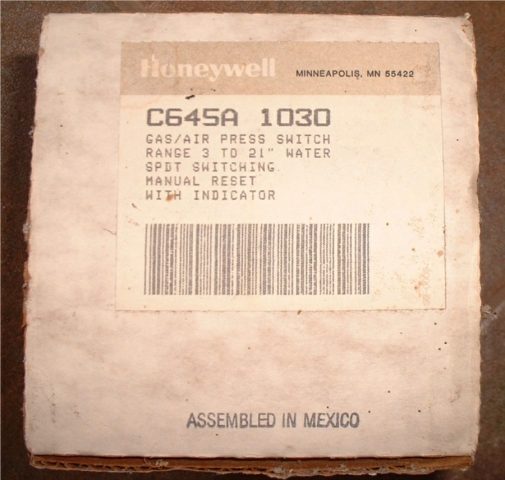 Honeywell MINNEAPOLIS, MN 55422
C645A 1030
GAS/AIR PRESS SWITCH
RANGE 3 TO 21" WATER
SPDT SWITCHING
MANUAL RESET
WITH INDICATOR
ASSEMBLED IN MEXICO